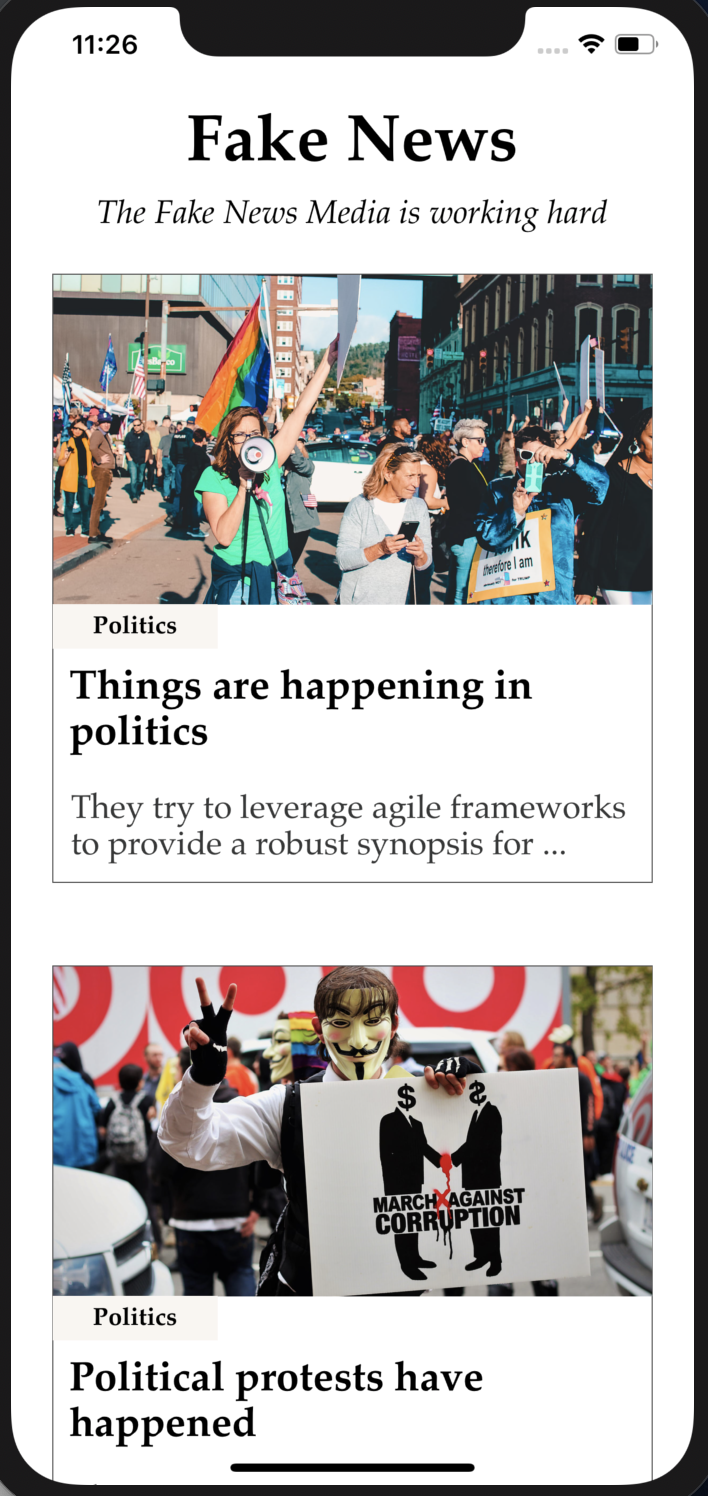 11:26
Fake News
The Fake News Media is working hard
therefore I am
Politics
Things are happening in
politics
They try to leverage agile frameworks
to provide a robust synopsis for ...
$ $
MARCH AGAINST
CORRUPTION
Politics
Political protests have
happened